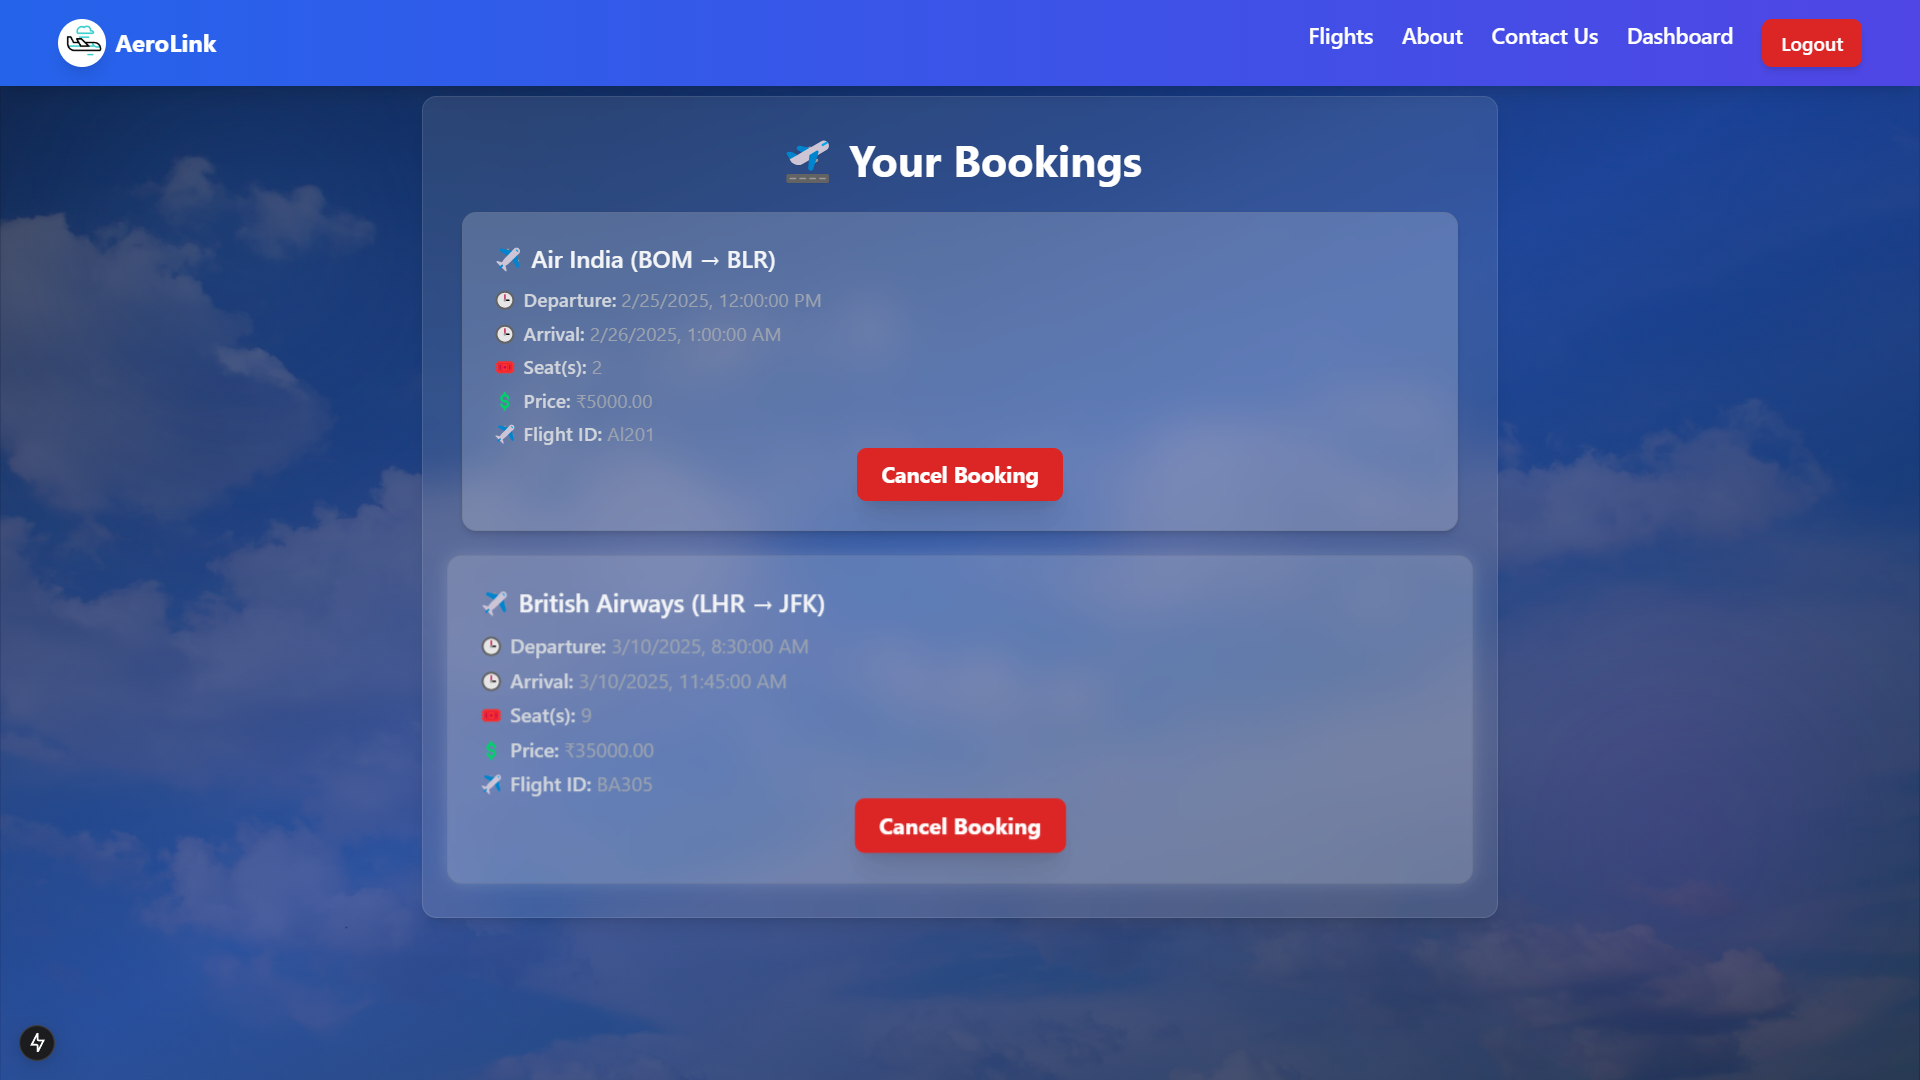 AeroLink
Flights
About
Contact Us
Dashboard
Logout
Your Bookings
Air India (BOM → BLR)
Departure: 2/25/2025, 12:00:00 PM
Arrival: 2/26/2025, 1:00:00 AM
Seat(s): 2
Price: ₹5000.00
Flight ID: AI201
Cancel Booking
British Airways (LHR → JFK)
Departure: 3/10/2025, 8:30:00 AM
Arrival: 3/10/2025, 11:45:00 AM
Seat(s): 9
Price: ₹35000.00
Flight ID: BA305
Cancel Booking